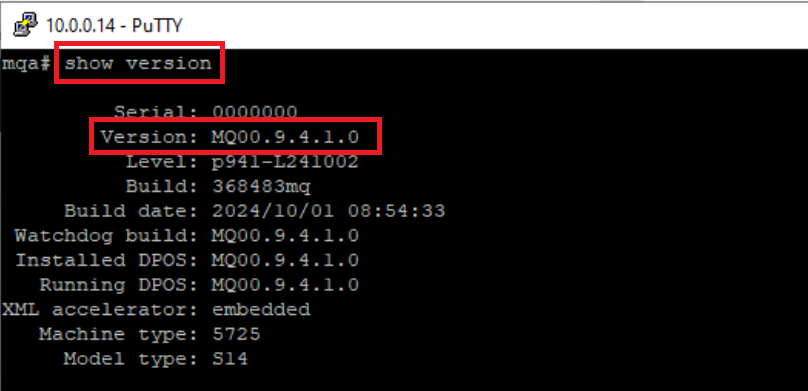 10.0.0.14 - PuTTY
mqa# show version
Serial: 0000000
Version: MQ00.9.4.1.0
Level: p941-L241002
Build: 368483mq
Build date: 2024/10/01 08:54:33
Watchdog build: MQ00.9.4.1.0
Installed DPOS: MQ00.9.4.1.0
Running DPOS: MQ00.9.4.1.0
XML accelerator: embedded
Machine type: 5725
Model type: S14